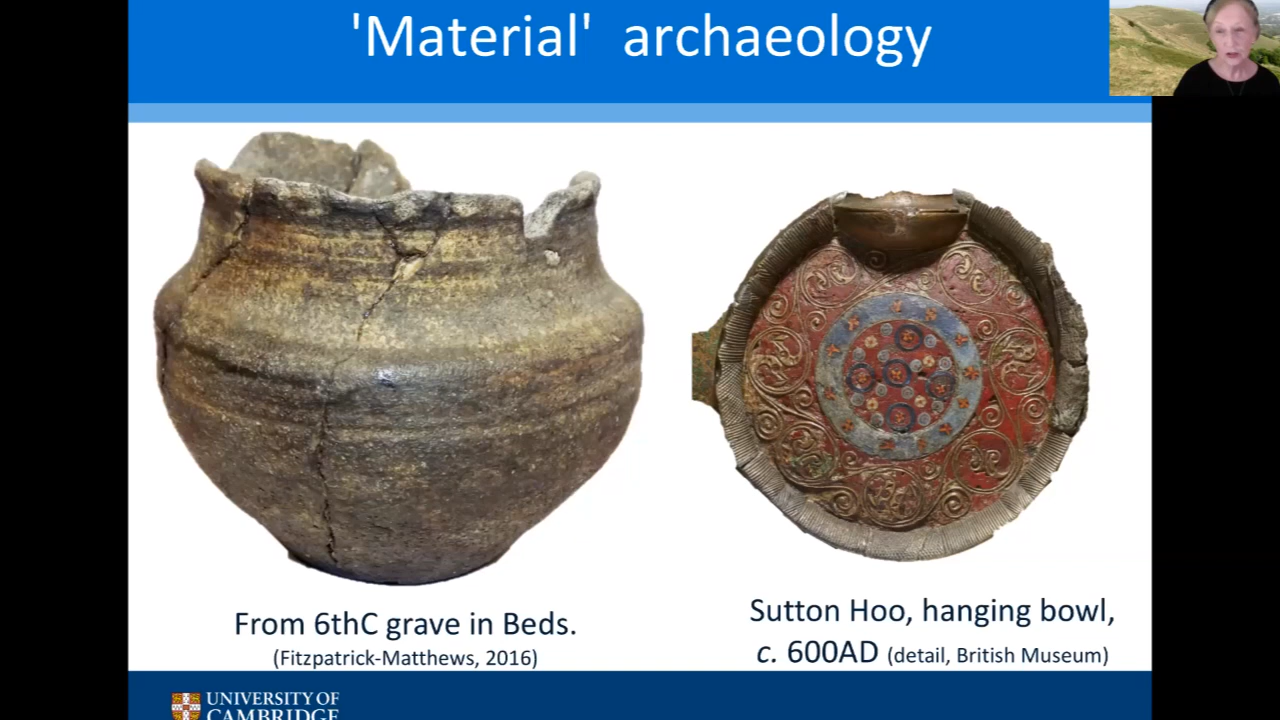 'Material' archaeology
From 6thC grave in Beds.
(Fitzpatrick-Matthews, 2016)
Sutton Hoo, hanging bowl,
c. 600AD (detail, British Museum)
UNIVERSITY OF
CAMBRIDGE